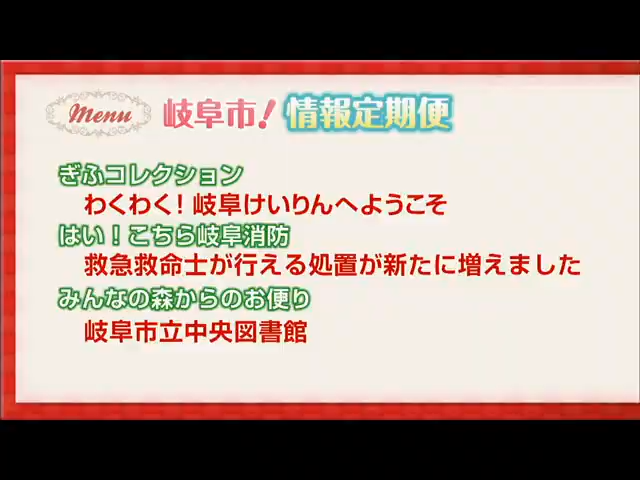 Menu 岐阜市！情報定期便
ぎふコレクション
わくわく！岐阜けいりんへようこそ
はい！こちら岐阜消防
救急救命士が行える処置が新たに増えました
みんなの森からのお便り
岐阜市立中央図書館